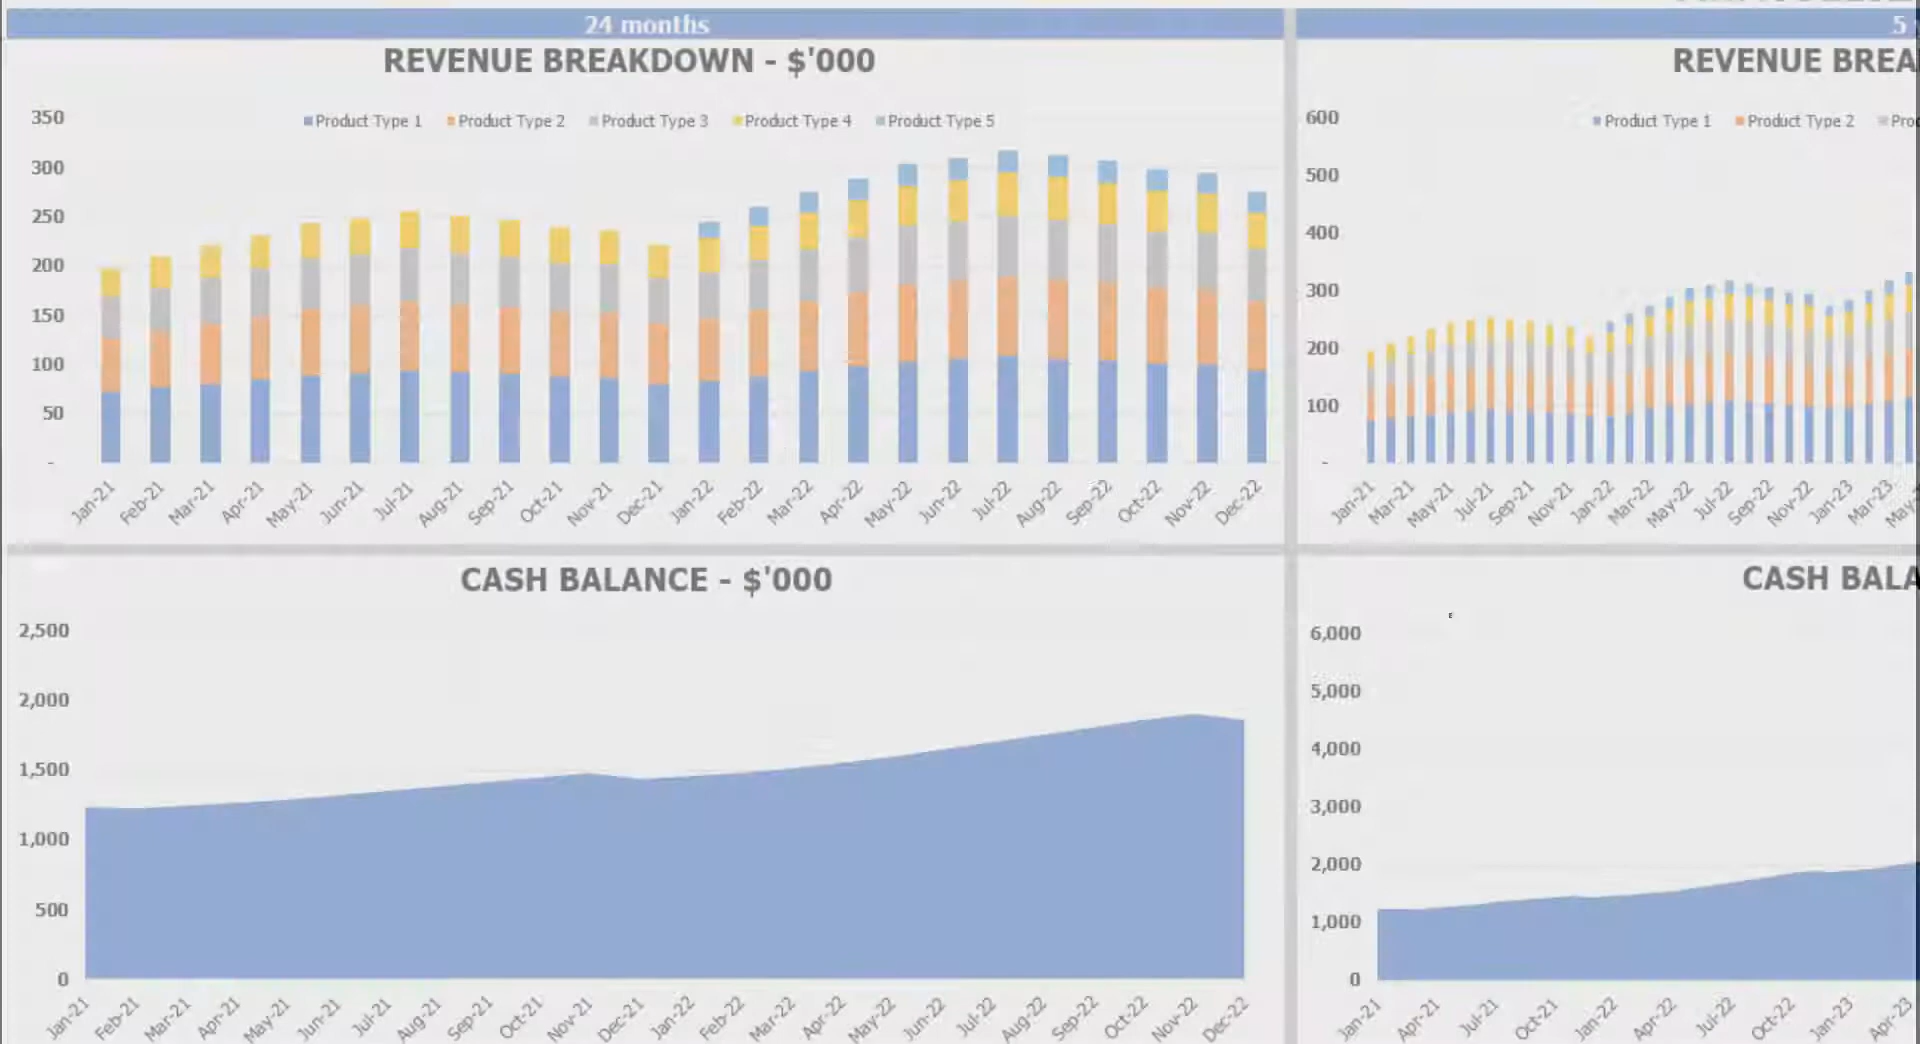 24 months
5
REVENUE BREAKDOWN - $'000
REVENUE BREA
Product Type 1 Product Type 2 Product Type 3 Product Type 4 Product Type 5
350
300
250
200
150
100
50
-
Jan-21 Feb-21 Mar-21 Apr-21 May-21 Jun-21 Jul-21 Aug-21 Sep-21 Oct-21 Nov-21 Dec-21 Jan-22 Feb-22 Mar-22 Apr-22 May-22 Jun-22 Jul-22 Aug-22 Sep-22 Oct-22 Nov-22 Dec-22
Product Type 1 Product Type 2 Proc
600
500
400
300
200
100
-
Jan-21 Mar-21 May-21 Jul-21 Sep-21 Nov-21 Jan-22 Mar-22 May-22 Jul-22 Sep-22 Nov-22 Jan-23 Mar-23 May-
CASH BALANCE - $'000
2,500
2,000
1,500
1,000
500
0
Jan-21 Feb-21 Mar-21 Apr-21 May-21 Jun-21 Jul-21 Aug-21 Sep-21 Oct-21 Nov-21 Dec-21 Jan-22 Feb-22 Mar-22 Apr-22 May-22 Jun-22 Jul-22 Aug-22 Sep-22 Oct-22 Nov-22 Dec-22
CASH BALA
6,000
5,000
4,000
3,000
2,000
1,000
0
Jan-21 Apr-21 Jul-21 Oct-21 Jan-22 Apr-22 Jul-22 Oct-22 Jan-23 Apr-23